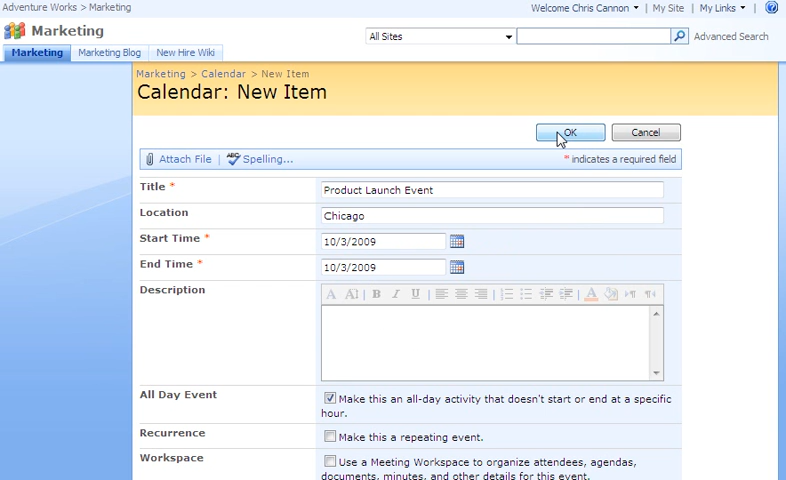 Adventure Works > Marketing
Welcome Chris Cannon | My Site | My Links
Marketing
All Sites
Advanced Search
Marketing Marketing Blog New Hire Wiki
Marketing > Calendar > New Item
Calendar: New Item
OK Cancel
Attach File | ABC Spelling... * indicates a required field
Title * Product Launch Event
Location Chicago
Start Time * 10/3/2009
End Time * 10/3/2009
Description
A A B I U A
All Day Event Make this an all-day activity that doesn't start or end at a specific
hour.
Recurrence Make this a repeating event.
Workspace Use a Meeting Workspace to organize attendees, agendas,
documents, minutes, and other details for this event.